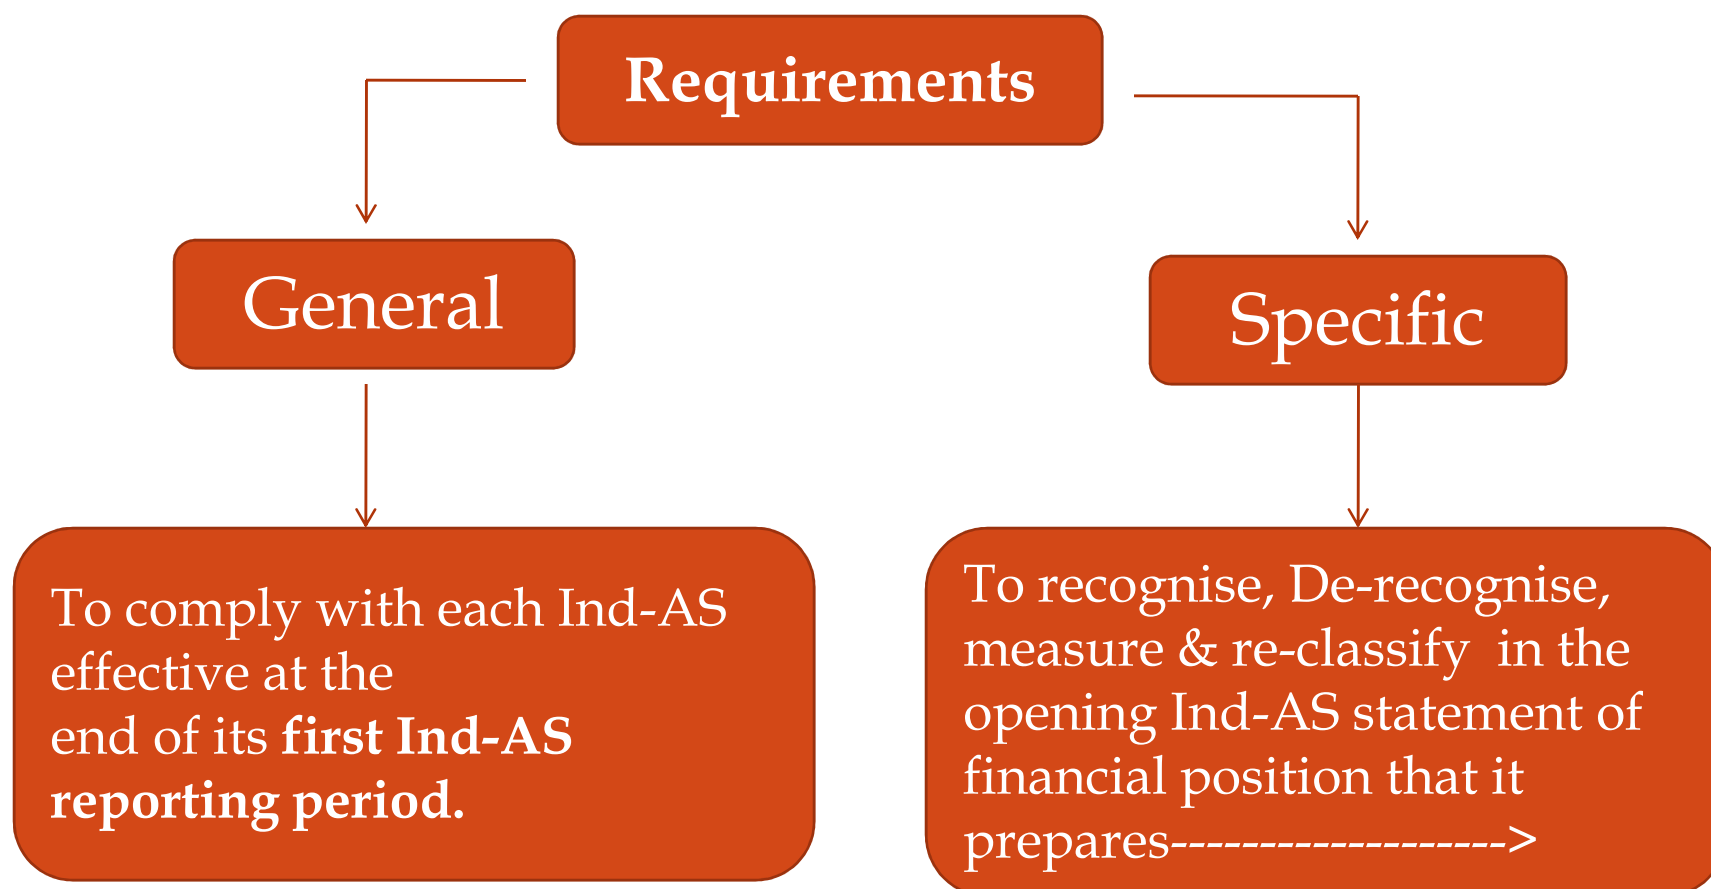 Requirements
General
Specific
To comply with each Ind-AS
effective at the
end of its first Ind-AS
reporting period.
To recognise, De-recognise,
measure & re-classify  in the
opening Ind-AS statement of
financial position that it
prepares------------------->